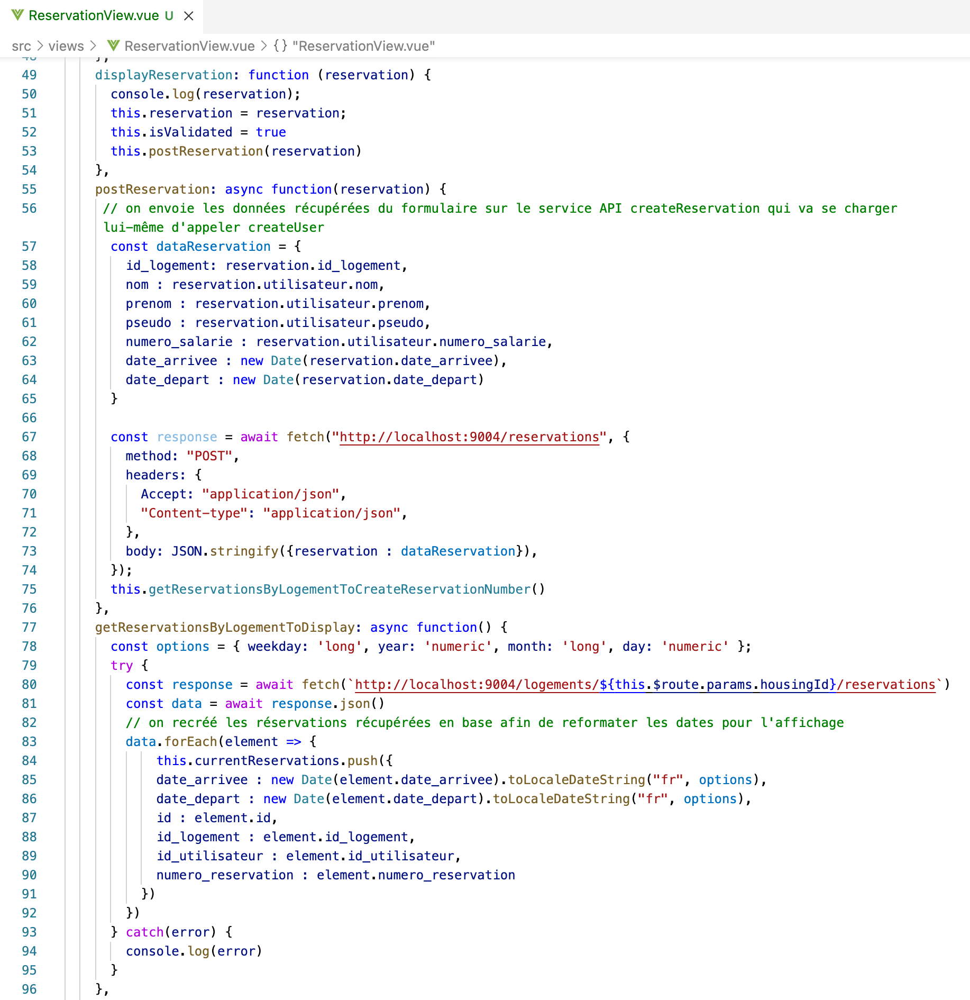 ReservationView.vue U
src > views > ReservationView.vue > {} "ReservationView.vue"
48 },
49 displayReservation: function (reservation) {
50 console.log(reservation);
51 this.reservation = reservation;
52 this.isValidated = true
53 this.postReservation(reservation)
54 },
55 postReservation: async function(reservation) {
56 // on envoie les données récupérées du formulaire sur le service API createReservation qui va se charger
lui-même d'appeler createUser
57 const dataReservation = {
58 id_logement: reservation.id_logement,
59 nom : reservation.utilisateur.nom,
60 prenom : reservation.utilisateur.prenom,
61 pseudo : reservation.utilisateur.pseudo,
62 numero_salarie : reservation.utilisateur.numero_salarie,
63 date_arrivee : new Date(reservation.date_arrivee),
64 date_depart : new Date(reservation.date_depart)
65 }
66
67 const response = await fetch("http://localhost:9004/reservations", {
68 method: "POST",
69 headers: {
70 Accept: "application/json",
71 "Content-type": "application/json",
72 },
73 body: JSON.stringify({reservation : dataReservation}),
74 });
75 this.getReservationsByLogementToCreateReservationNumber()
76 },
77 getReservationsByLogementToDisplay: async function() {
78 const options = { weekday: 'long', year: 'numeric', month: 'long', day: 'numeric' };
79 try {
80 const response = await fetch(`http://localhost:9004/logements/${this.$route.params.housingId}/reservations`)
81 const data = await response.json()
82 // on recréé les réservations récupérées en base afin de reformater les dates pour l'affichage
83 data.forEach(element => {
84 this.currentReservations.push({
85 date_arrivee : new Date(element.date_arrivee).toLocaleDateString("fr", options),
86 date_depart : new Date(element.date_depart).toLocaleDateString("fr", options),
87 id : element.id,
88 id_logement : element.id_logement,
89 id_utilisateur : element.id_utilisateur,
90 numero_reservation : element.numero_reservation
91 })
92 })
93 } catch(error) {
94 console.log(error)
95 }
96 },